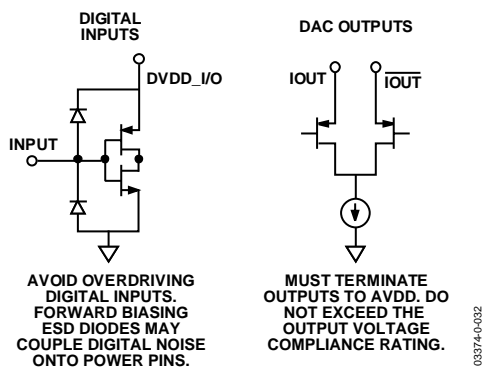 DIGITAL
INPUTS
DVDD_I/O
INPUT
AVOID OVERDRIVING
DIGITAL INPUTS.
FORWARD BIASING
ESD DIODES MAY
COUPLE DIGITAL NOISE
ONTO POWER PINS.
DAC OUTPUTS
IOUT
IOUT
MUST TERMINATE
OUTPUTS TO AVDD. DO
NOT EXCEED THE
OUTPUT VOLTAGE
COMPLIANCE RATING.
03374-0-032